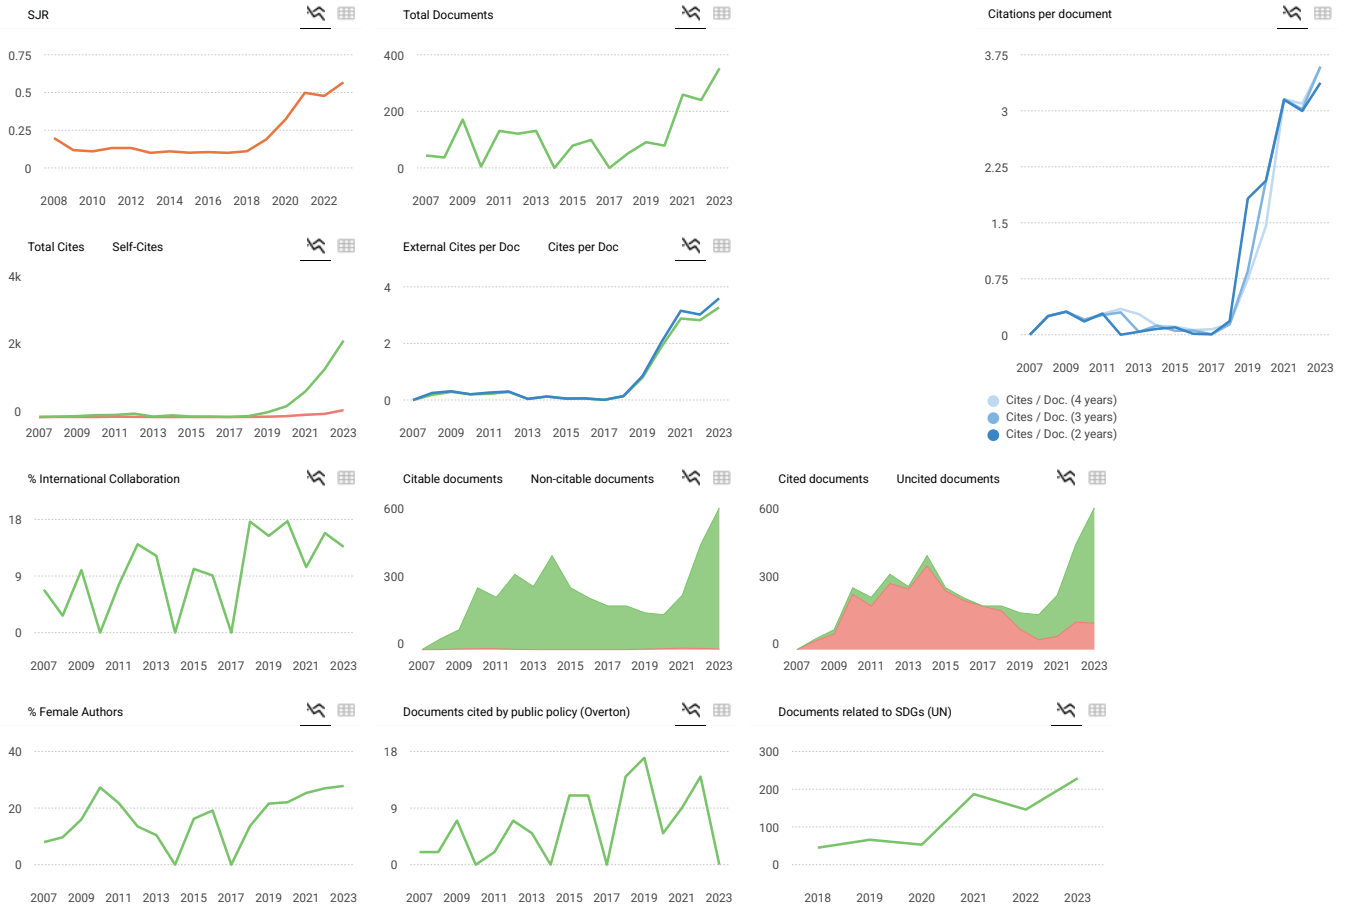 SJR
0.75
0.5
0.25
0
2008 2010 2012 2014 2016 2018 2020 2022
Total Documents
400
200
0
2007 2009 2011 2013 2015 2017 2019 2021 2023
Citations per document
3.75
3
2.25
1.5
0.75
0
2007 2009 2011 2013 2015 2017 2019 2021 2023
Cites / Doc. (4 years)
Cites / Doc. (3 years)
Cites / Doc. (2 years)
Total Cites Self-Cites
4k
2k
0
2007 2009 2011 2013 2015 2017 2019 2021 2023
External Cites per Doc Cites per Doc
4
2
0
2007 2009 2011 2013 2015 2017 2019 2021 2023
% International Collaboration
18
9
0
2007 2009 2011 2013 2015 2017 2019 2021 2023
Citable documents Non-citable documents
600
300
0
2007 2009 2011 2013 2015 2017 2019 2021 2023
Cited documents Uncited documents
600
300
0
2007 2009 2011 2013 2015 2017 2019 2021 2023
% Female Authors
40
20
0
2007 2009 2011 2013 2015 2017 2019 2021 2023
Documents cited by public policy (Overton)
18
9
0
2007 2009 2011 2013 2015 2017 2019 2021 2023
Documents related to SDGs (UN)
300
200
100
0
2018 2019 2020 2021 2022 2023